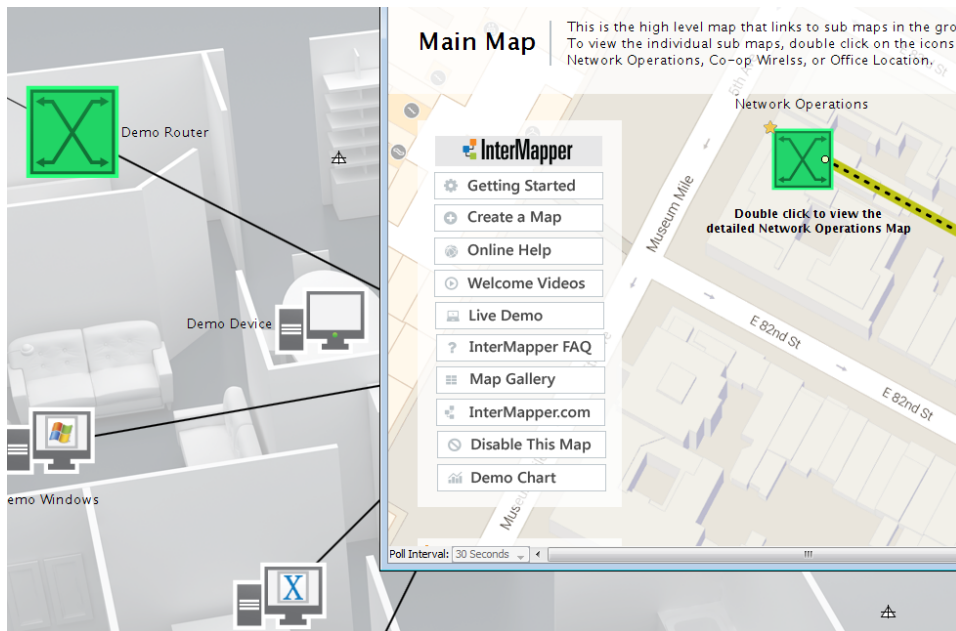 Main Map
This is the high level map that links to sub maps in the gro
To view the individual sub maps, double click on the icons
Network Operations, Co-op Wirelss, or Office Location.
Demo Router
Demo Device
emo Windows
X
InterMapper
Getting Started
Create a Map
Online Help
Welcome Videos
Live Demo
? InterMapper FAQ
Map Gallery
InterMapper.com
Disable This Map
Demo Chart
Network Operations
Double click to view the
detailed Network Operations Map
5th A
Museum Mile
E 82nd St
E 82nd St
Museu
Poll Interval: 30 Seconds